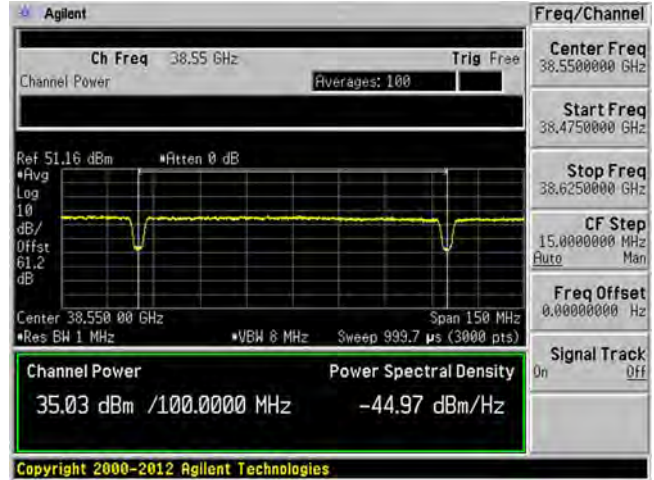 Agilent
Freq/Channel
Ch Freq 38.55 GHz Trig Free
Channel Power Averages: 100
Center Freq
38.5500000 GHz
Start Freq
38.4750000 GHz
Stop Freq
38.6250000 GHz
CF Step
15.0000000 MHz
Auto Man
Freq Offset
0.00000000 Hz
Signal Track
On Off
Ref 51.16 dBm *Atten 0 dB
*Avg
Log
10
dB/
Offst
61.2
dB
Center 38.550 00 GHz Span 150 MHz
*Res BW 1 MHz *VBW 8 MHz Sweep 999.7 µs (3000 pts)
Channel Power Power Spectral Density
35.03 dBm /100.0000 MHz -44.97 dBm/Hz
Copyright 2000-2012 Agilent Technologies